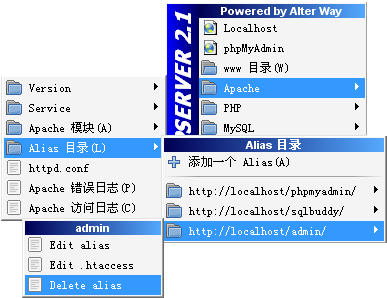 Powered by Alter Way
SERVER 2.1
Localhost
phpMyAdmin
www 目录(W)
Apache
PHP
MySQL
Version
Service
Apache 模块(A)
Alias 目录(L)
httpd.conf
Apache 错误日志(P)
Apache 访问日志(C)
Alias 目录
添加一个 Alias(A)
http://localhost/phpmyadmin/
http://localhost/sqlbuddy/
http://localhost/admin/
admin
Edit alias
Edit .htaccess
Delete alias